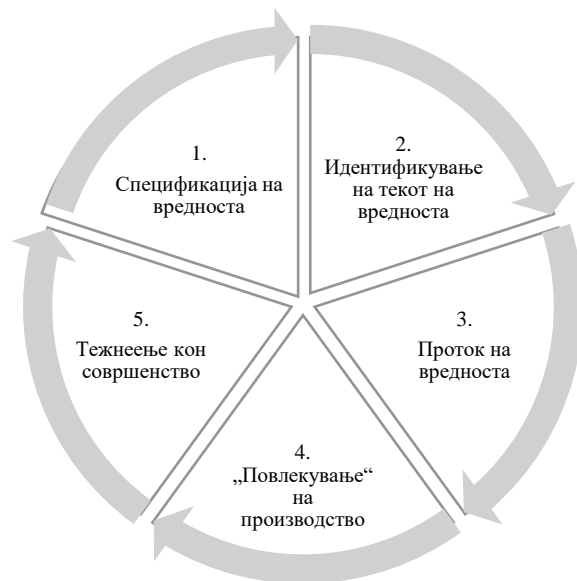 1.
Спецификација на
вредноста
2.
Идентификување
на текот на
вредноста
3.
Проток на
вредноста
4.
„Повлекување“
на
производство
5.
Тежнеење кон
совршенство